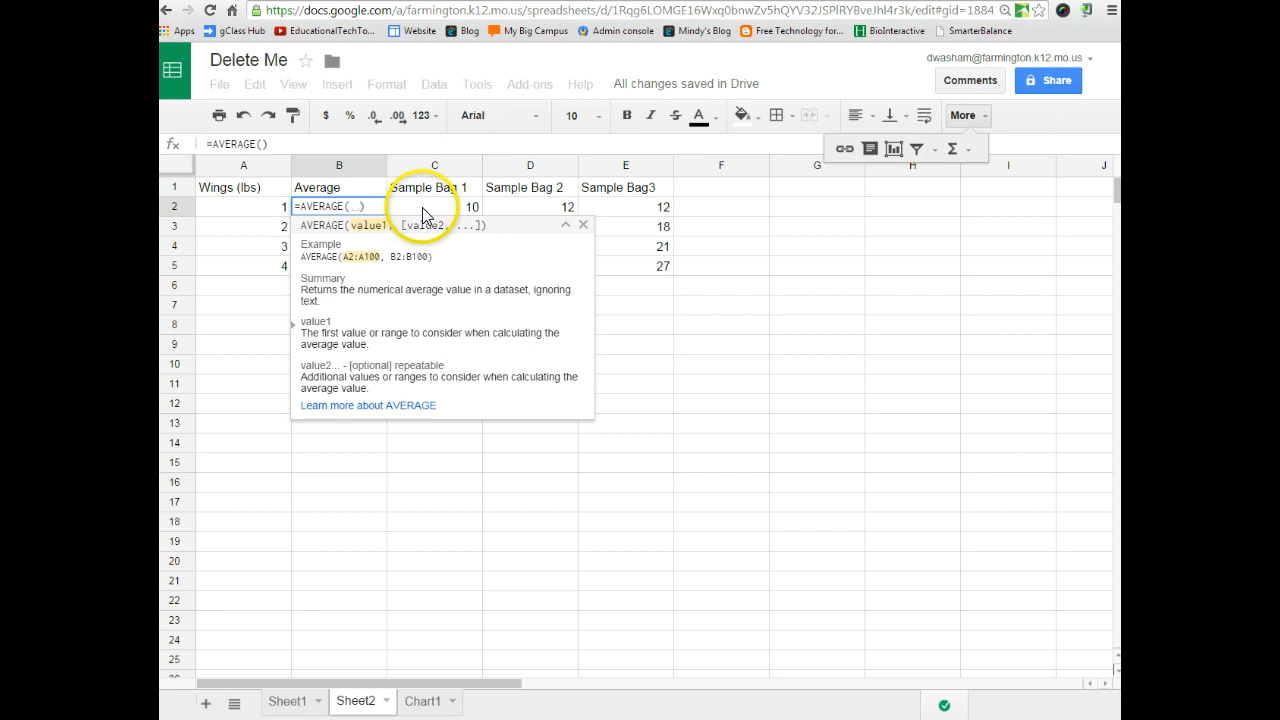 https://docs.google.com/a/farmington.k12.mo.us/spreadsheets/d/1Rqg6LOMGE16Wxq0bnwZv5hQYV32JSPlRYBveJhl4r3k/edit#gid=1884
Apps gClass Hub EducationalTechTo... Website Blog My Big Campus Admin console Mindy's Blog Free Technology for... BioInteractive SmarterBalance
Delete Me
dwasham@farmington.k12.mo.us
File Edit View Insert Format Data Tools Add-ons Help All changes saved in Drive
Comments Share
$ % .0 .00 123 Arial 10 B I S A More
Σ
fx =AVERAGE()
A B C D E F G H I J
1 Wings (lbs) Average Sample Bag 1 Sample Bag 2 Sample Bag3
2 1 =AVERAGE(…) 10 12 12
3 2 AVERAGE(value1, [value2, ...]) 18
4 3 Example 21
AVERAGE(A2:A100, B2:B100)
5 4 27
Summary
6 Returns the numerical average value in a dataset, ignoring
7 text.
value1
8 The first value or range to consider when calculating the
9 average value.
10 value2... - [optional] repeatable
11 Additional values or ranges to consider when calculating the
average value.
12 Learn more about AVERAGE
13
14
15
16
17
18
19
20
21
22
23
24
25
Sheet1 Sheet2 Chart1